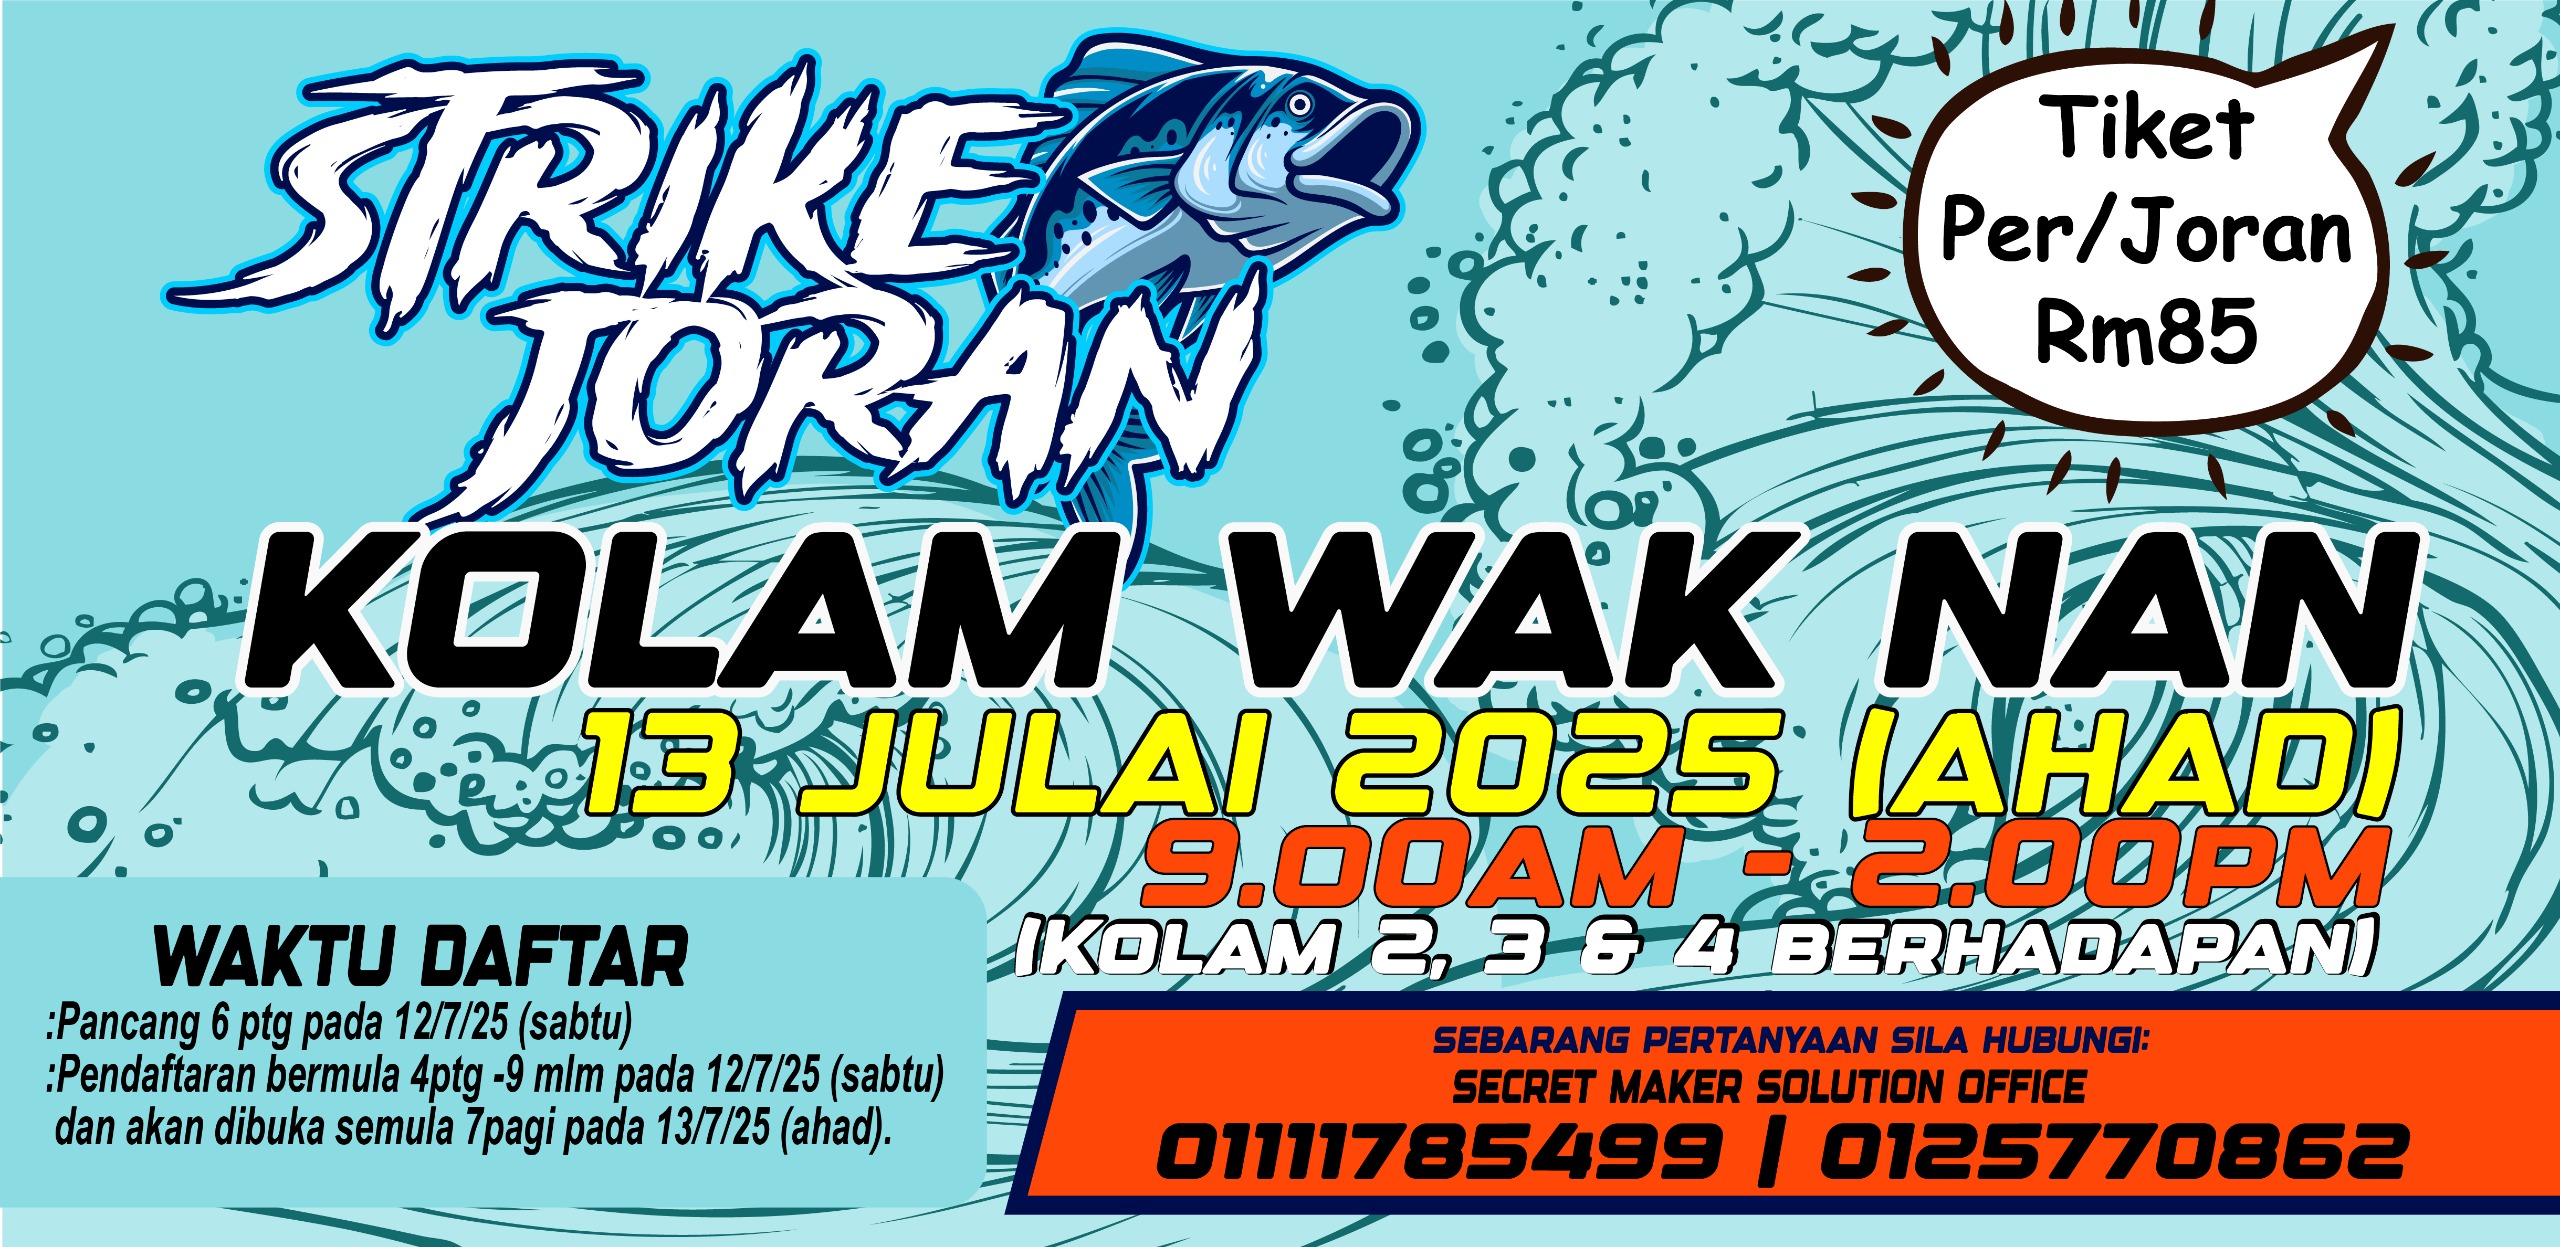 STRIKE
JORAN
Tiket
Per/Joran
Rm85
KOLAM WAK NAN
13 JULAI 2025 (AHAD)
9.00AM - 2.00PM
(KOLAM 2, 3 & 4 BERHADAPAN)
WAKTU DAFTAR
:Pancang 6 ptg pada 12/7/25 (sabtu)
:Pendaftaran bermula 4ptg -9 mlm pada 12/7/25 (sabtu)
dan akan dibuka semula 7pagi pada 13/7/25 (ahad).
SEBARANG PERTANYAAN SILA HUBUNGI:
SECRET MAKER SOLUTION OFFICE
01111785499 | 0125770862